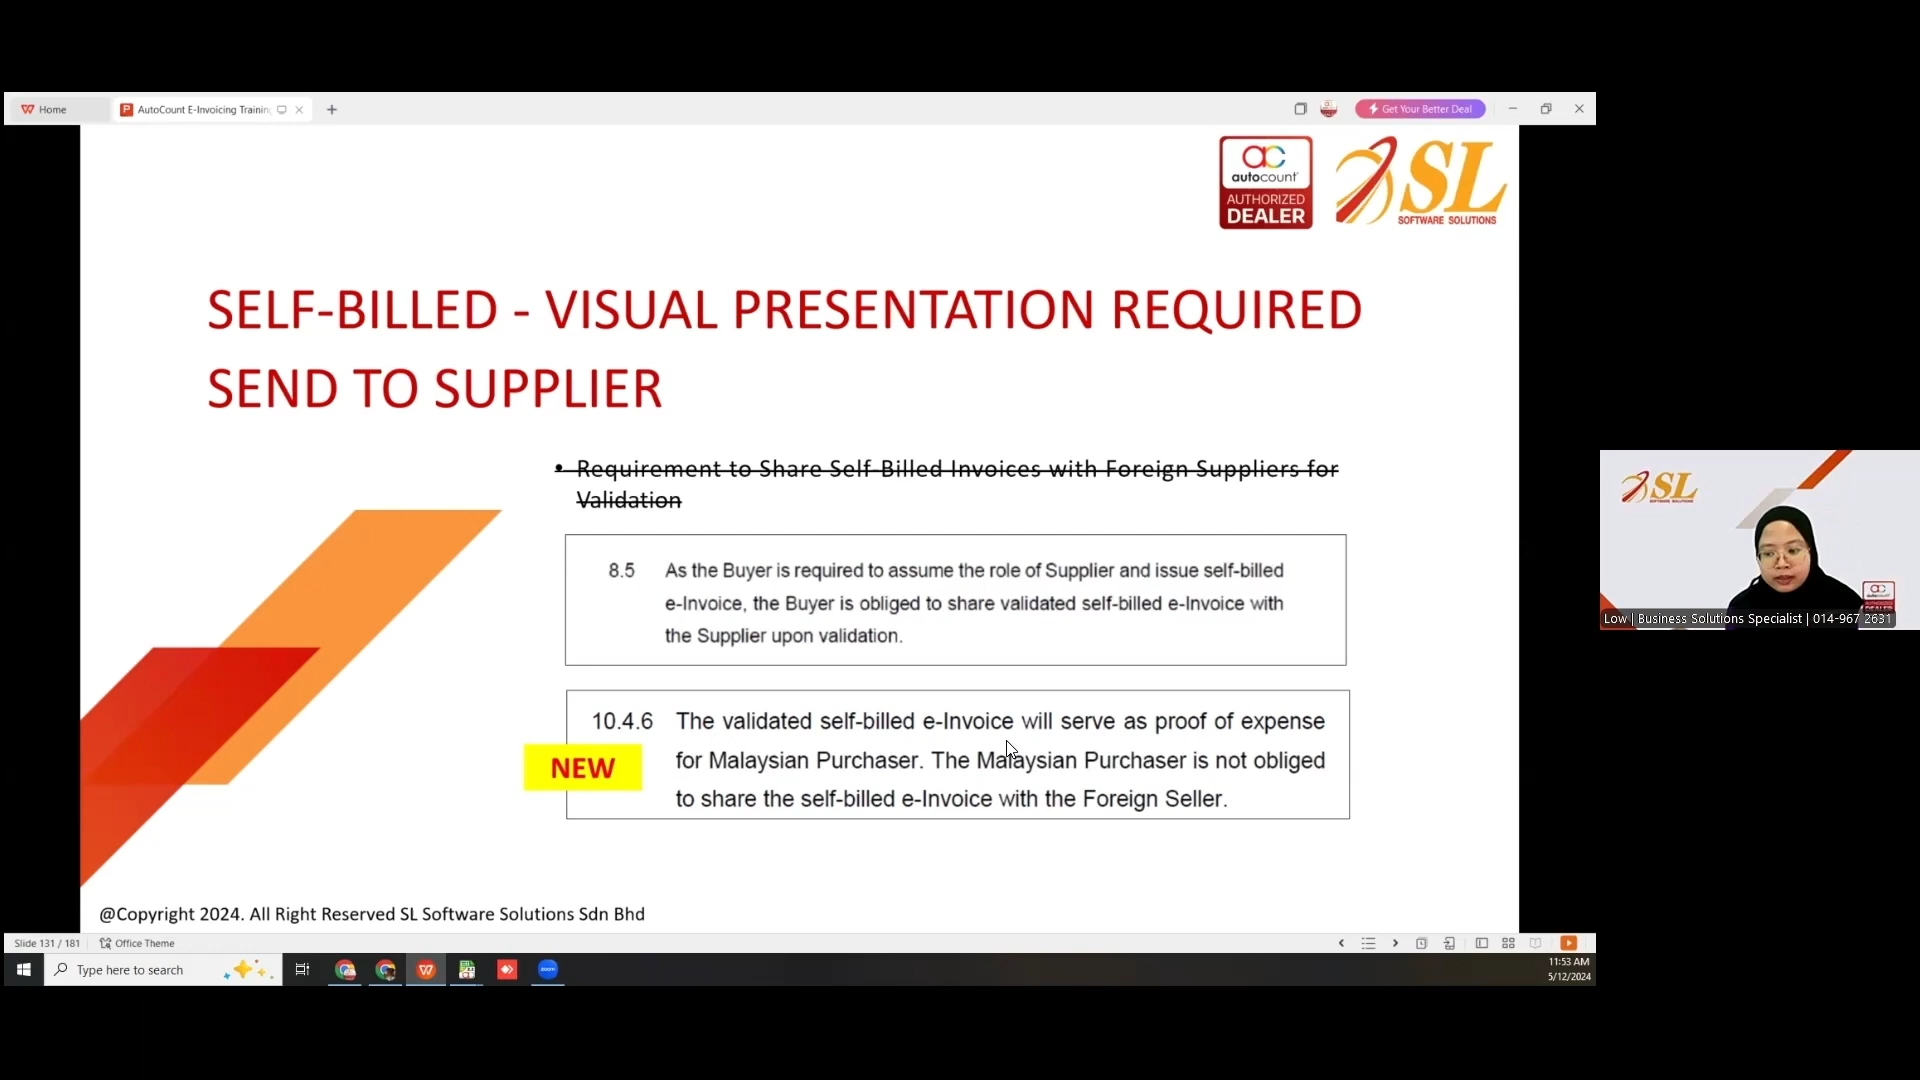 Home
AutoCount E-Invoicing Trainin
Get Your Better Deal
ac
autocount
AUTHORIZED
DEALER
SL
SOFTWARE SOLUTIONS
SELF-BILLED - VISUAL PRESENTATION REQUIRED
SEND TO SUPPLIER
• Requirement to Share Self-Billed Invoices with Foreign Suppliers for
Validation
8.5 As the Buyer is required to assume the role of Supplier and issue self-billed
e-Invoice, the Buyer is obliged to share validated self-billed e-Invoice with
the Supplier upon validation.
10.4.6 The validated self-billed e-Invoice will serve as proof of expense
for Malaysian Purchaser. The Malaysian Purchaser is not obliged
to share the self-billed e-Invoice with the Foreign Seller.
NEW
@Copyright 2024. All Right Reserved SL Software Solutions Sdn Bhd
Slide 131 / 181
Office Theme
Type here to search
zoom
11:53 AM
5/12/2024
SL
SOFTWARE SOLUTIONS
ac
Low | Business Solutions Specialist | 014-967 2631